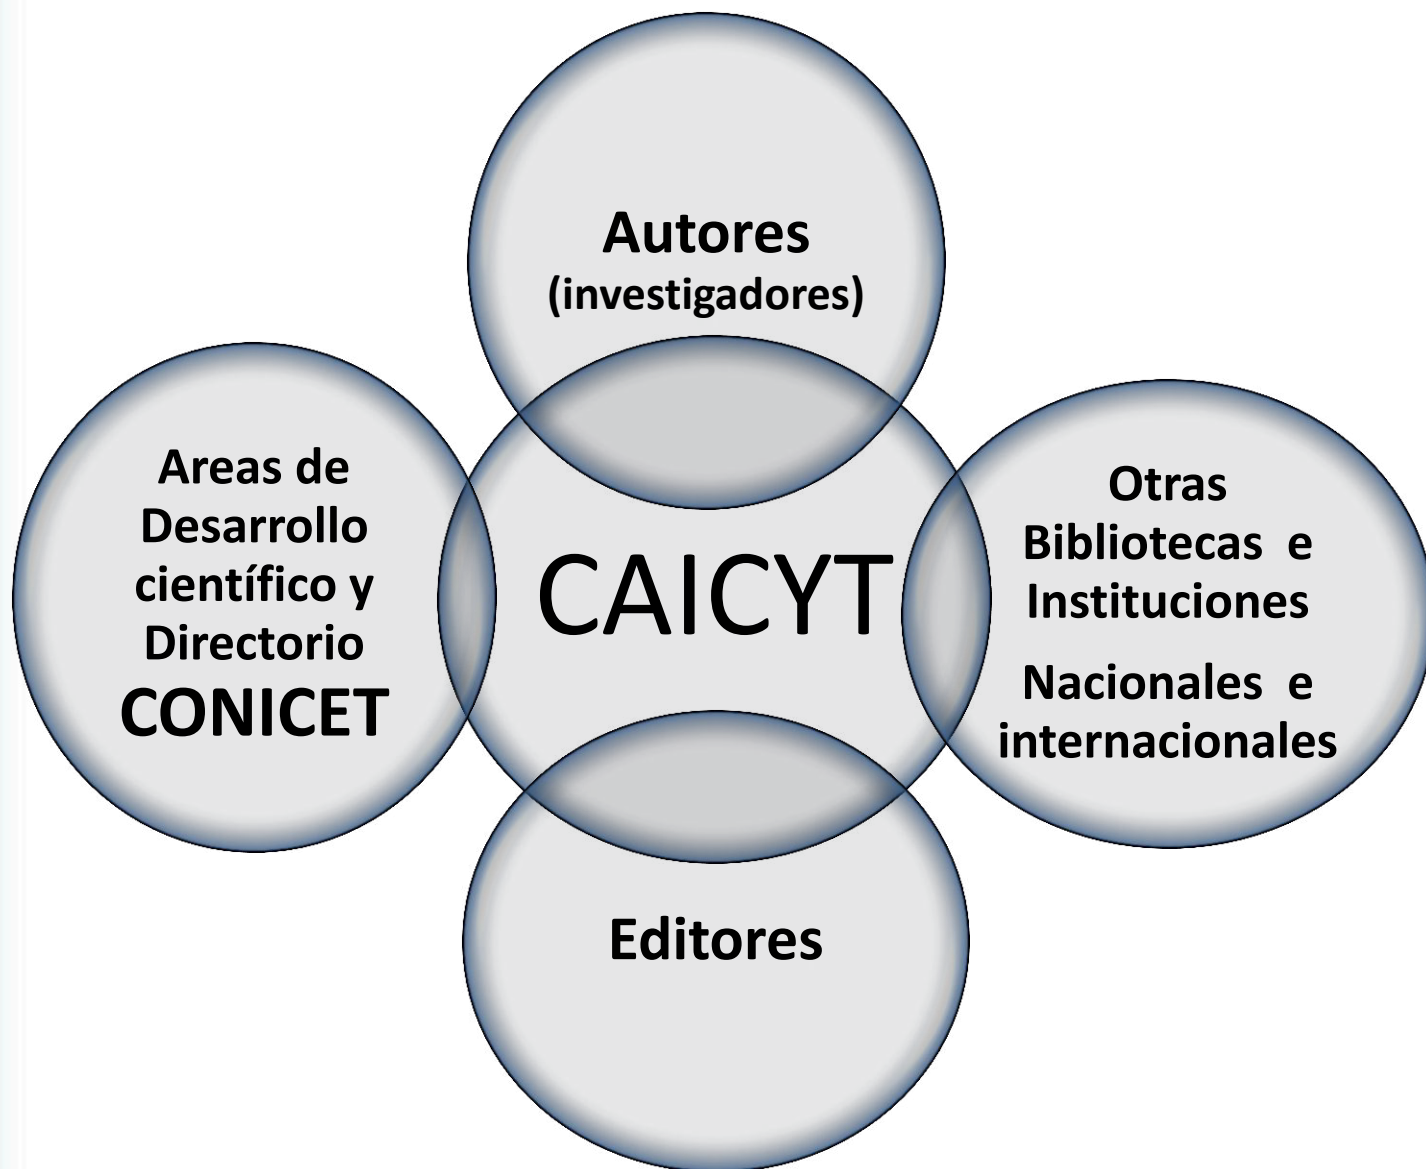 Autores
(investigadores)
Areas de
Desarrollo
científico y
Directorio
CONICET
CAICYT
Otras
Bibliotecas e
Instituciones
Nacionales e
internacionales
Editores